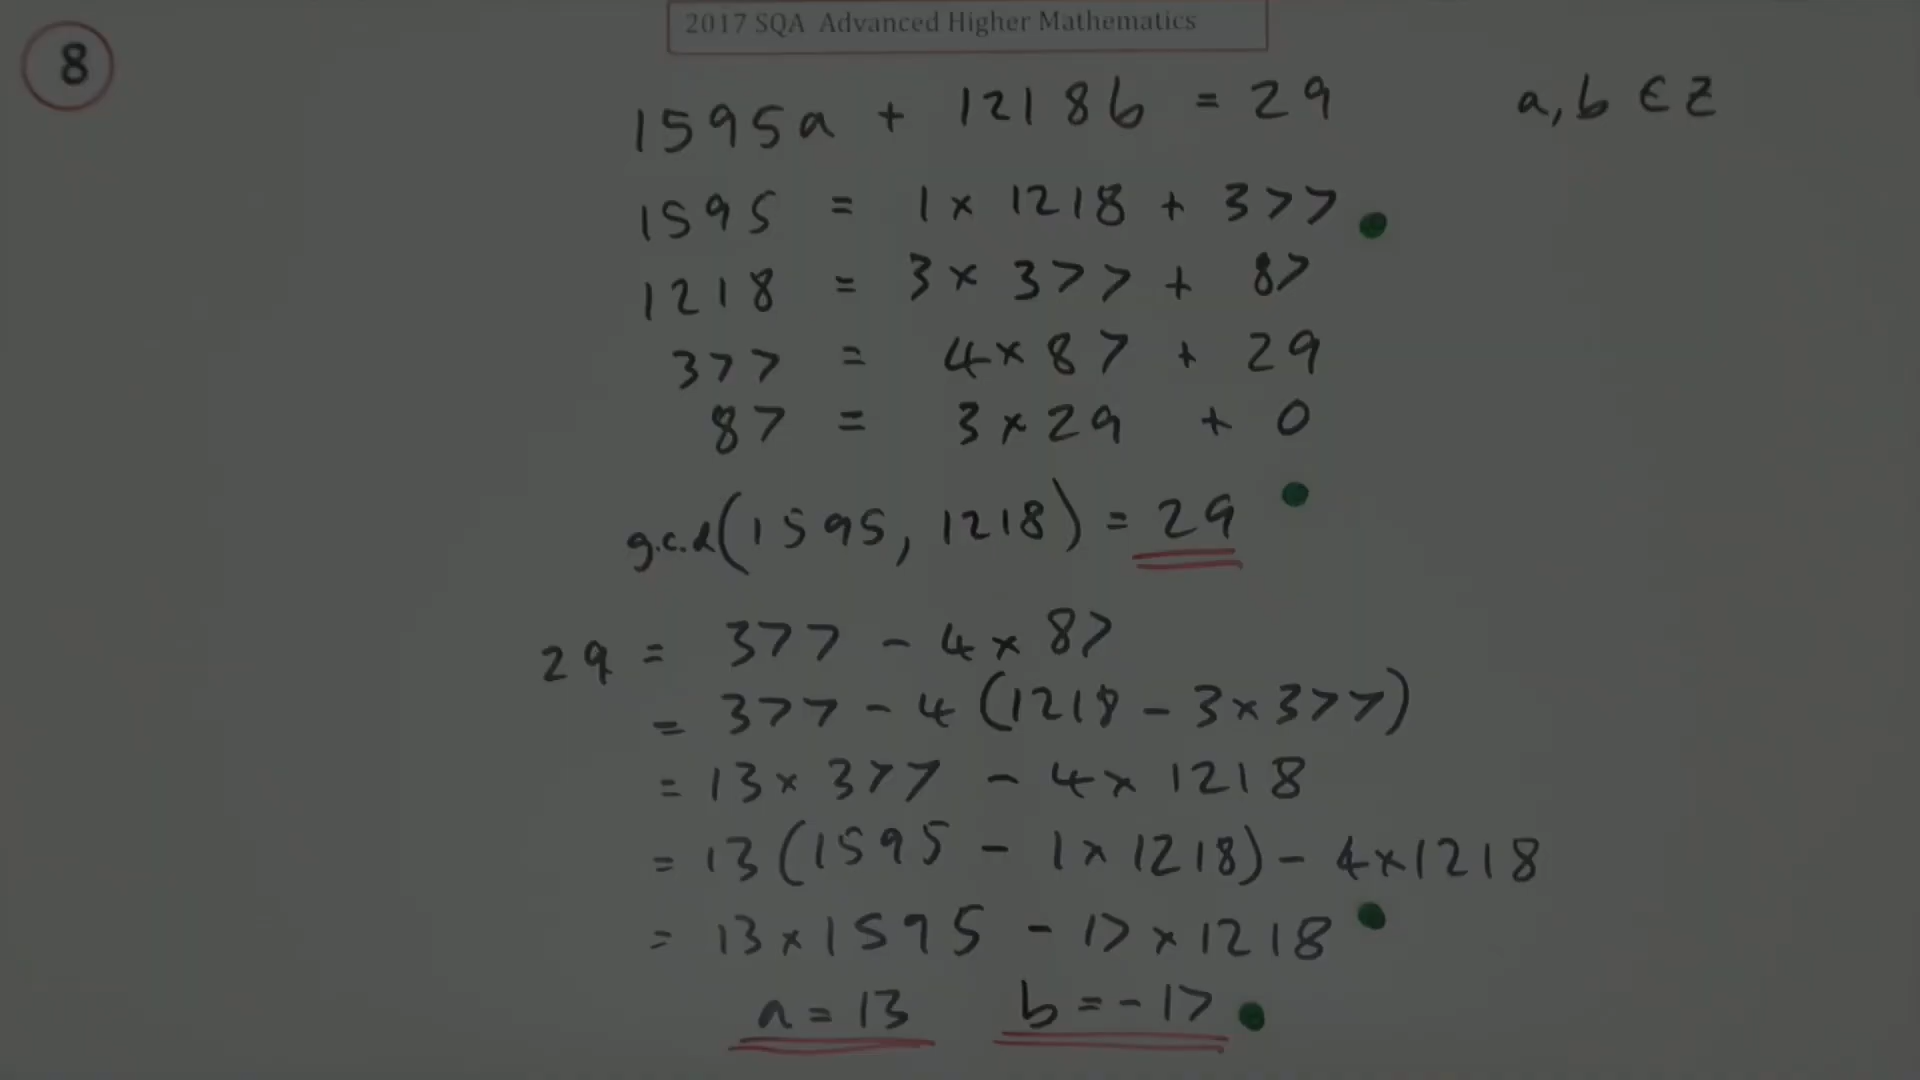 2017 SQA Advanced Higher Mathematics
8
1595a + 1218b = 29 a, b ∈ Z
1595 = 1 × 1218 + 377
1218 = 3 × 377 + 87
377 = 4 × 87 + 29
87 = 3 × 29 + 0
g.c.d(1595, 1218) = 29
29 = 377 - 4 × 87
= 377 - 4 (1218 - 3 × 377)
= 13 × 377 - 4 × 1218
= 13 (1595 - 1 × 1218) - 4 × 1218
= 13 × 1595 - 17 × 1218
a = 13 b = -17